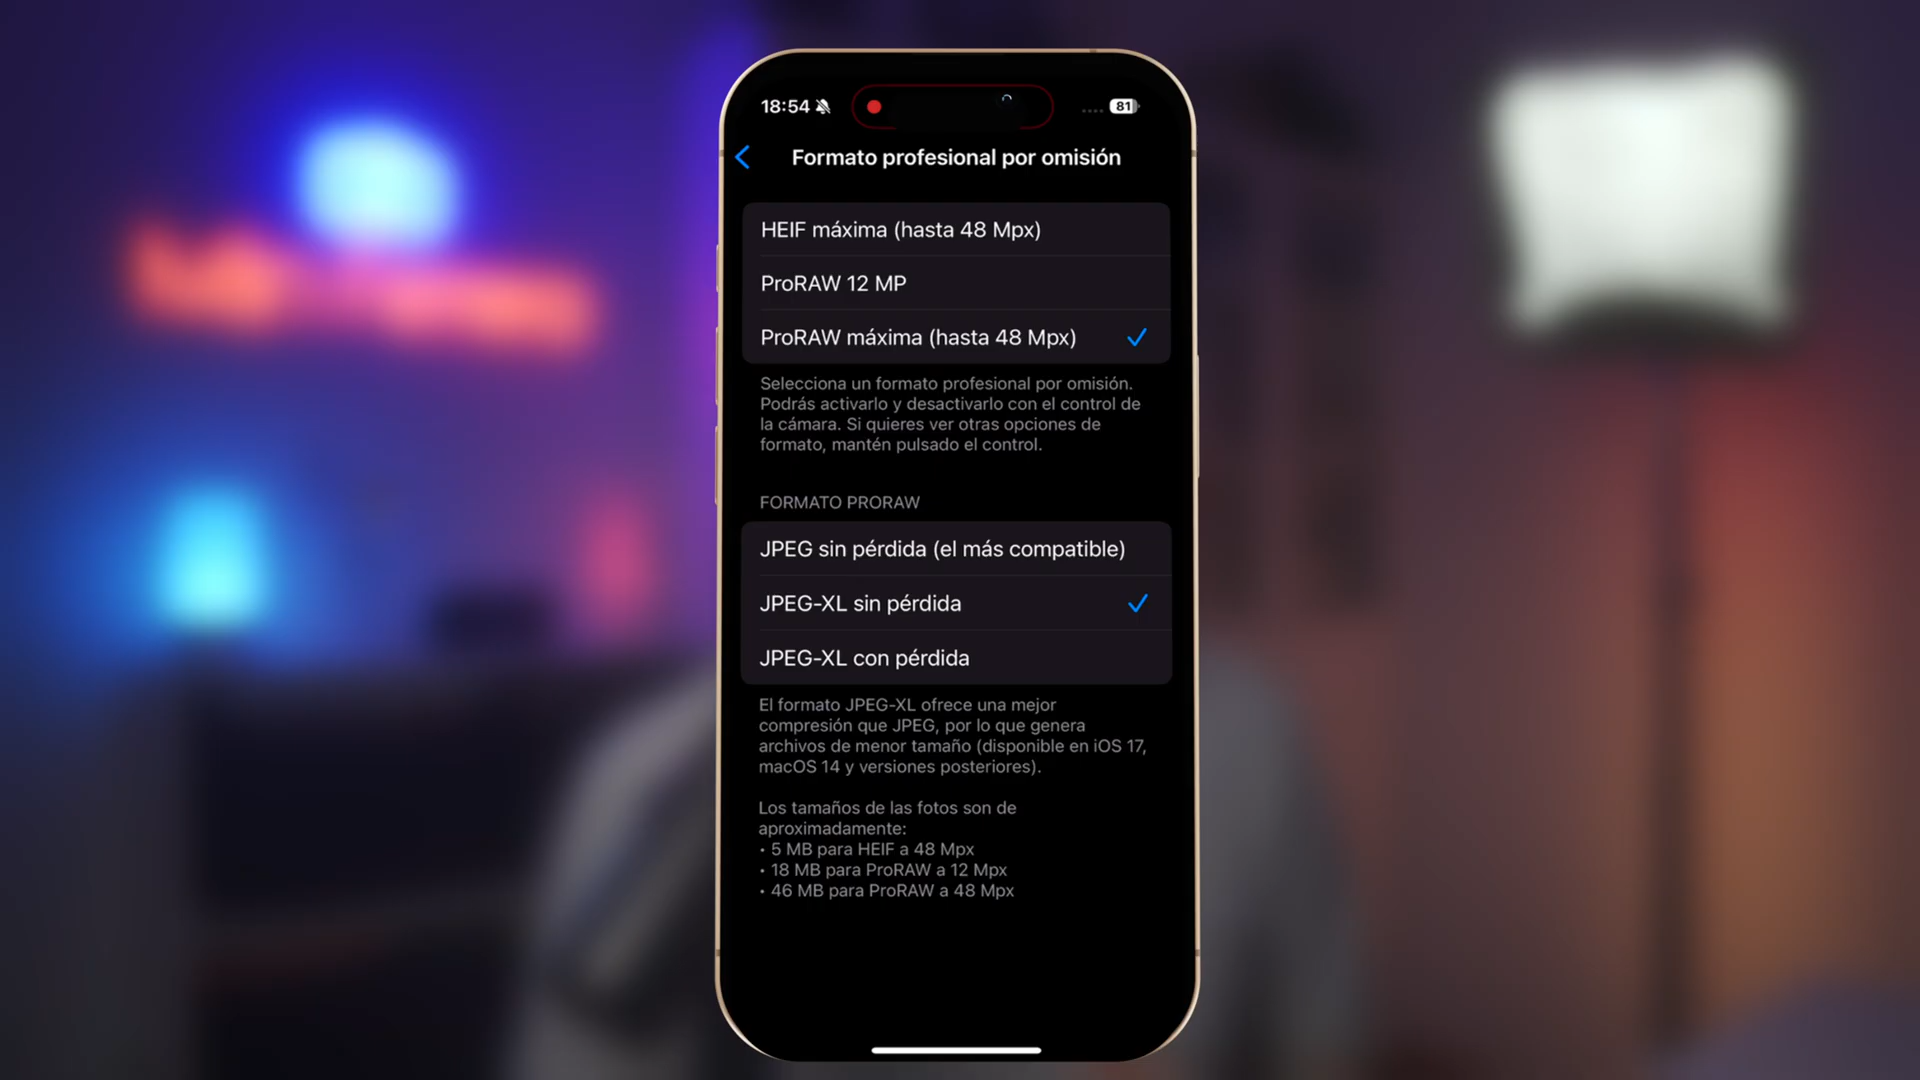 18:54
81
Formato profesional por omisión
HEIF máxima (hasta 48 Mpx)
ProRAW 12 MP
ProRAW máxima (hasta 48 Mpx)
Selecciona un formato profesional por omisión.
Podrás activarlo y desactivarlo con el control de
la cámara. Si quieres ver otras opciones de
formato, mantén pulsado el control.
FORMATO PRORAW
JPEG sin pérdida (el más compatible)
JPEG-XL sin pérdida
JPEG-XL con pérdida
El formato JPEG-XL ofrece una mejor
compresión que JPEG, por lo que genera
archivos de menor tamaño (disponible en iOS 17,
macOS 14 y versiones posteriores).
Los tamaños de las fotos son de
aproximadamente:
• 5 MB para HEIF a 48 Mpx
• 18 MB para ProRAW a 12 Mpx
• 46 MB para ProRAW a 48 Mpx